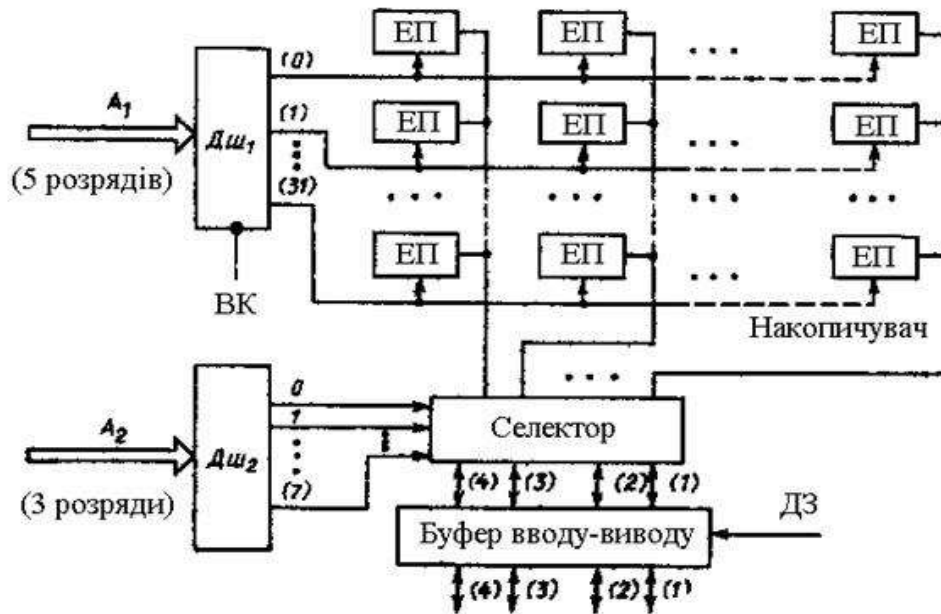 ЕП ЕП ... ЕП
(0)
A1
(1)
ЕП ЕП ... ЕП
Дш1
(5 розрядів)
(31)
... ... ... ...
ЕП ЕП ... ЕП
ВК
Накопичувач
...
0
1
Селектор
A2
Дш2
(3 розряди)
(7)
(4) (3) (2) (1)
ДЗ
Буфер вводу-виводу
(4) (3) (2) (1)